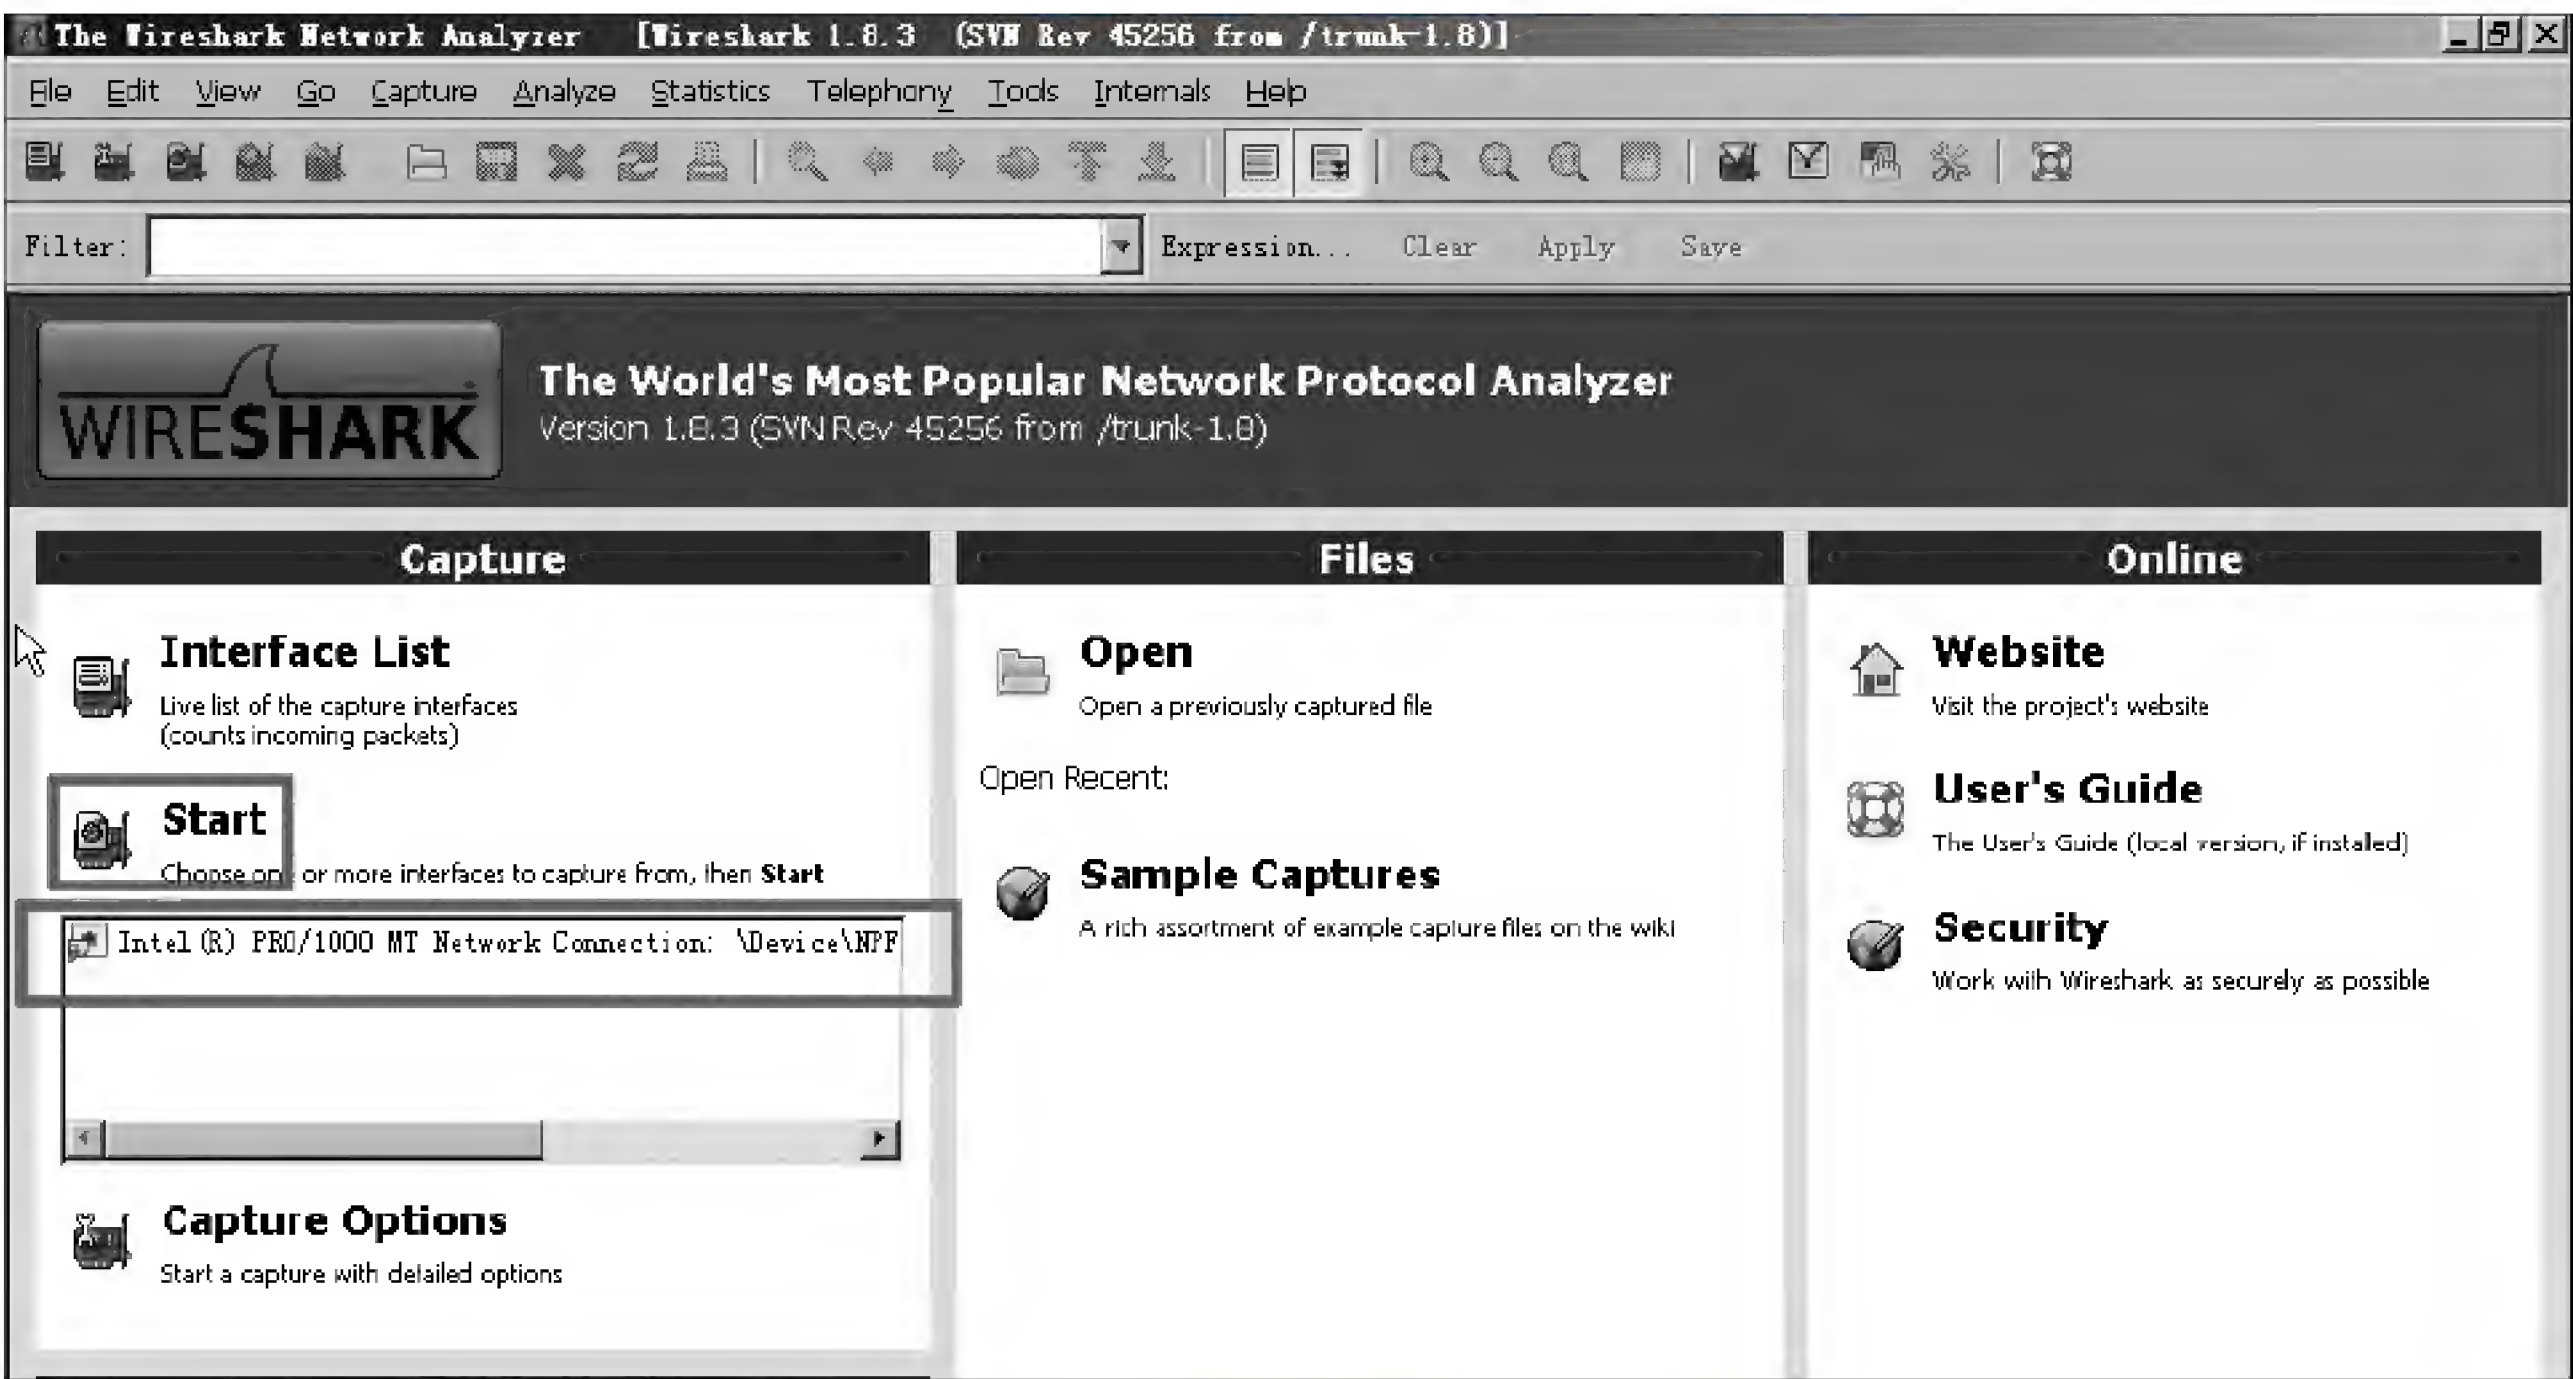 The Wireshark Network Analyzer [Wireshark 1.8.3 (SVN Rev 45256 from /trunk-1.8)]
File Edit View Go Capture Analyze Statistics Telephony Tools Internals Help
Filter: Expression... Clear Apply Save
WIRESHARK
The World's Most Popular Network Protocol Analyzer
Version 1.8.3 (SVN Rev 45256 from /trunk-1.8)
Capture
Interface List
Live list of the capture interfaces
(counts incoming packets)
Start
Choose one or more interfaces to capture from, then Start
Intel(R) PRO/1000 MT Network Connection: \Device\NPF
Capture Options
Start a capture with detailed options
Files
Open
Open a previously captured file
Open Recent:
Sample Captures
A rich assortment of example capture files on the wiki
Online
Website
Visit the project's website
User's Guide
The User's Guide (local version, if installed)
Security
Work with Wireshark as securely as possible